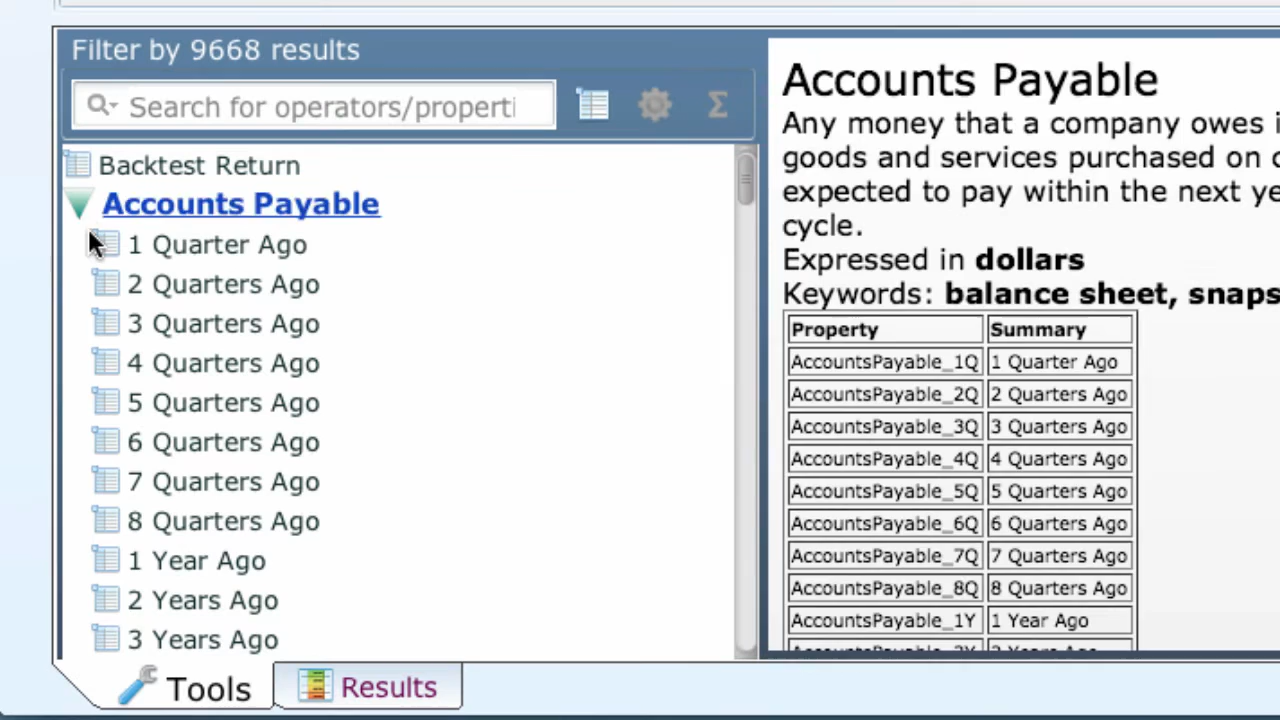 Filter by 9668 results
Search for operators/properti
Backtest Return
Accounts Payable
1 Quarter Ago
2 Quarters Ago
3 Quarters Ago
4 Quarters Ago
5 Quarters Ago
6 Quarters Ago
7 Quarters Ago
8 Quarters Ago
1 Year Ago
2 Years Ago
3 Years Ago
Accounts Payable
Any money that a company owes i
goods and services purchased on
expected to pay within the next ye
cycle.
Expressed in dollars
Keywords: balance sheet, snaps
Property Summary
AccountsPayable_1Q 1 Quarter Ago
AccountsPayable_2Q 2 Quarters Ago
AccountsPayable_3Q 3 Quarters Ago
AccountsPayable_4Q 4 Quarters Ago
AccountsPayable_5Q 5 Quarters Ago
AccountsPayable_6Q 6 Quarters Ago
AccountsPayable_7Q 7 Quarters Ago
AccountsPayable_8Q 8 Quarters Ago
AccountsPayable_1Y 1 Year Ago
Tools
Results